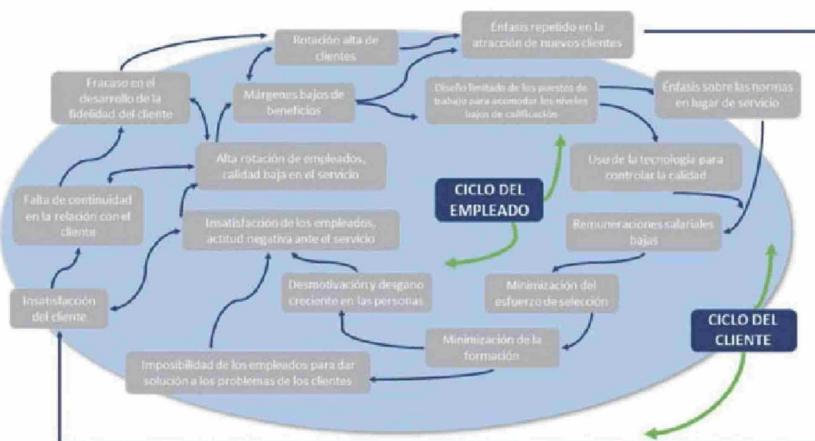 Énfasis repetido en la
atracción de nuevos clientes
Rotación alta de
clientes
Fracaso en el
desarrollo de la
fidelidad del cliente
Márgenes bajos de
beneficios
Diseño limitado de los puestos de
trabajo para acomodar los niveles
bajos de calificación
Énfasis sobre las normas
en lugar de servicio
Alta rotación de empleados,
calidad baja en el servicio
Uso de la tecnología para
controlar la calidad
Falta de continuidad
en la relación con el
cliente
CICLO DEL
EMPLEADO
Insatisfacción de los empleados,
actitud negativa ante el servicio
Remuneraciones salariales
bajas
Desmotivación y desgano
creciente en las personas
Minimización del
esfuerzo de selección
Insatisfacción
del cliente
CICLO DEL
CLIENTE
Minimización de la
formación
Imposibilidad de los empleados para dar
solución a los problemas de los clientes